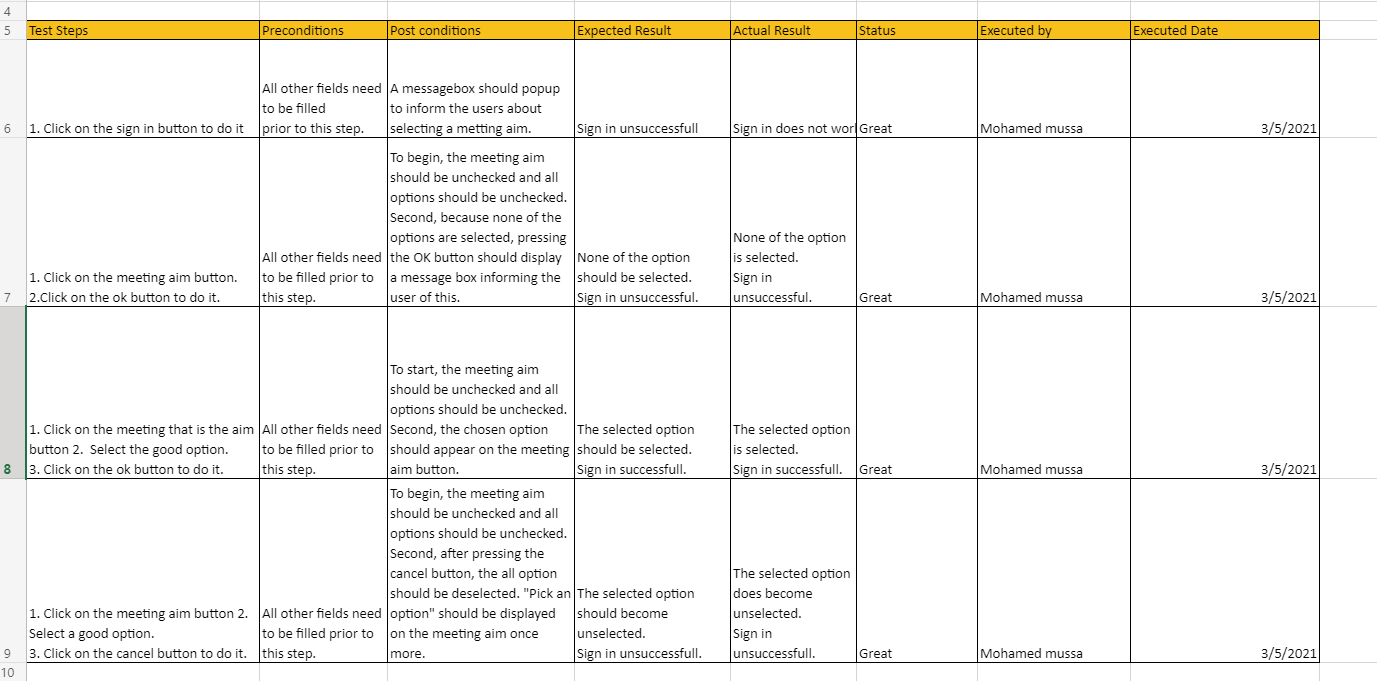 4
5 Test Steps Preconditions Post conditions Expected Result Actual Result Status Executed by Executed Date
6
1. Click on the sign in button to do it
All other fields need
to be filled
prior to this step.
A messagebox should popup
to inform the users about
selecting a metting aim.
Sign in unsuccessfull
Sign in does not worl
Great
Mohamed mussa
3/5/2021
7
1. Click on the meeting aim button.
2.Click on the ok button to do it.
All other fields need
to be filled prior to
this step.
To begin, the meeting aim
should be unchecked and all
options should be unchecked.
Second, because none of the
options are selected, pressing
the OK button should display
a message box informing the
user of this.
None of the option
should be selected.
Sign in unsuccessful.
None of the option
is selected.
Sign in
unsuccessful.
Great
Mohamed mussa
3/5/2021
8
1. Click on the meeting that is the aim
button 2.  Select the good option.
3. Click on the ok button to do it.
All other fields need
to be filled prior to
this step.
To start, the meeting aim
should be unchecked and all
options should be unchecked.
Second, the chosen option
should appear on the meeting
aim button.
The selected option
should be selected.
Sign in successfull.
The selected option
is selected.
Sign in successfull.
Great
Mohamed mussa
3/5/2021
9
1. Click on the meeting aim button 2.
Select a good option.
3. Click on the cancel button to do it.
All other fields need
to be filled prior to
this step.
To begin, the meeting aim
should be unchecked and all
options should be unchecked.
Second, after pressing the
cancel button, the all option
should be deselected. "Pick an
option" should be displayed
on the meeting aim once
more.
The selected option
should become
unselected.
Sign in unsuccessfull.
The selected option
does become
unselected.
Sign in
unsuccessfull.
Great
Mohamed mussa
3/5/2021
10